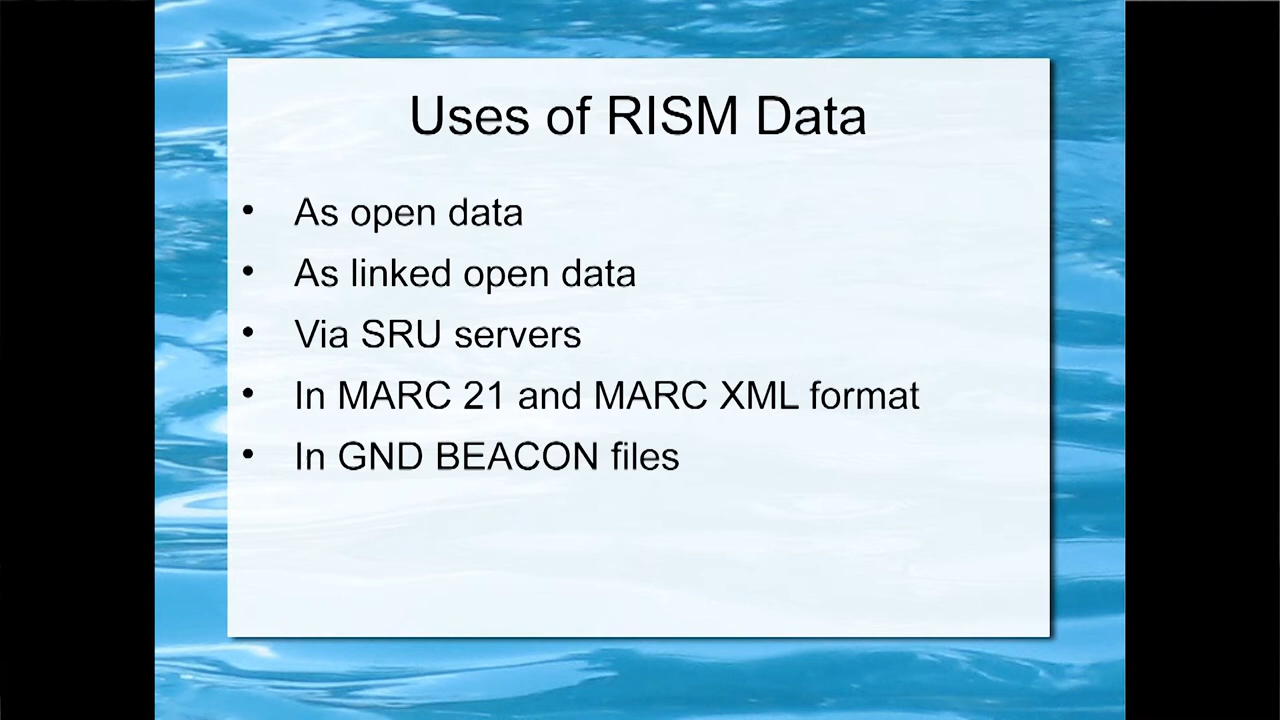 Uses of RISM Data
• As open data
• As linked open data
• Via SRU servers
• In MARC 21 and MARC XML format
• In GND BEACON files